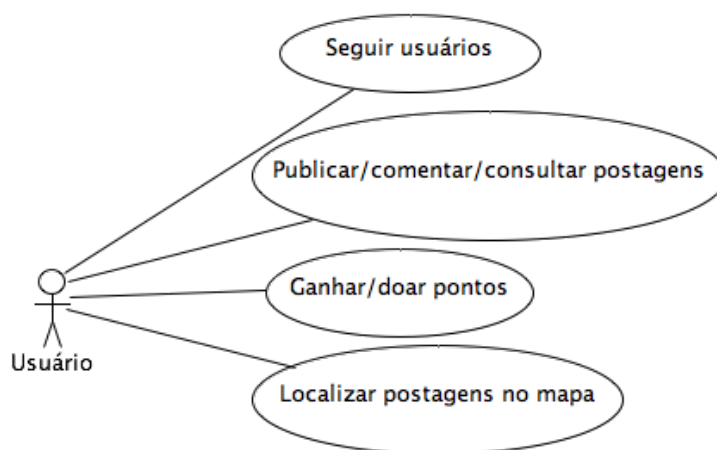 Seguir usuários
Publicar/comentar/consultar postagens
Ganhar/doar pontos
Usuário
Localizar postagens no mapa